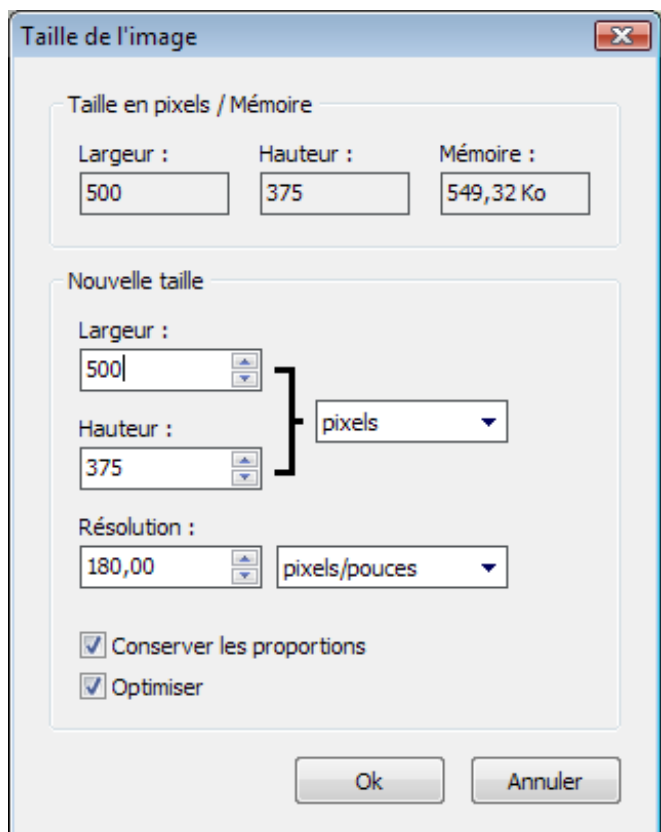 Taille de l'image
Taille en pixels / Mémoire
Largeur : Hauteur : Mémoire :
500 375 549,32 Ko
Nouvelle taille
Largeur :
500
pixels
Hauteur :
375
Résolution :
180,00 pixels/pouces
Conserver les proportions
Optimiser
Ok Annuler